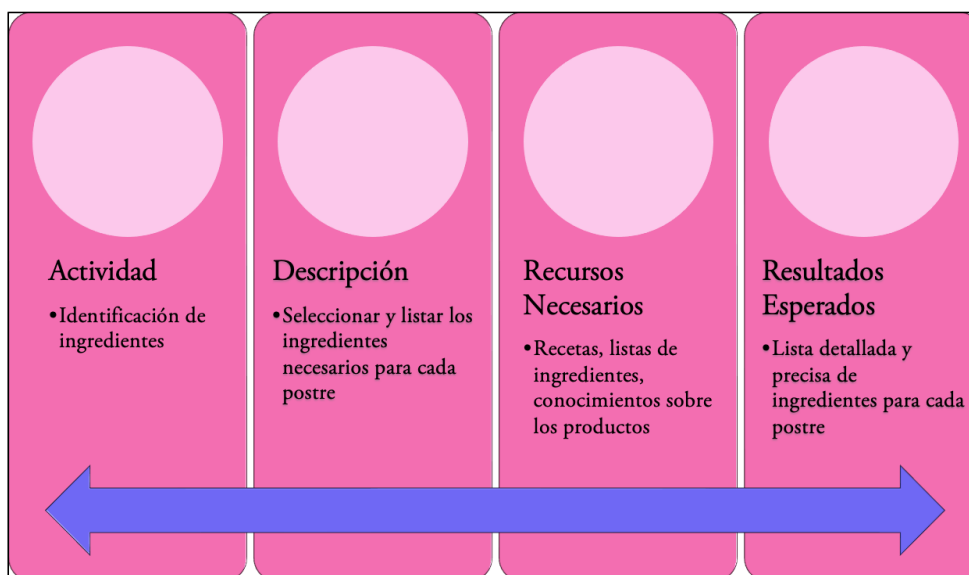 Actividad
•Identificación de
ingredientes
Descripción
•Seleccionar y listar los
ingredientes
necesarios para cada
postre
Recursos
Necesarios
•Recetas, listas de
ingredientes,
conocimientos sobre
los productos
Resultados
Esperados
•Lista detallada y
precisa de
ingredientes para cada
postre